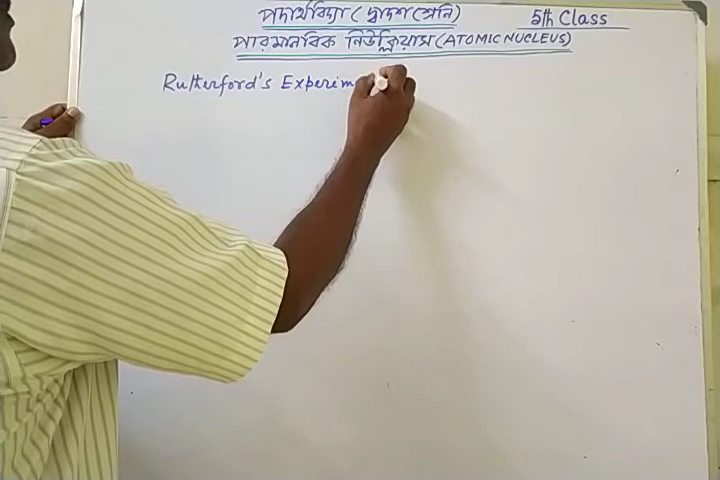 পদার্থবিদ্যা (দ্বাদশ শ্রেনি) 5th Class
পারমানবিক নিউক্লিয়াস (ATOMIC NUCLEUS)
Rutherford's Experim